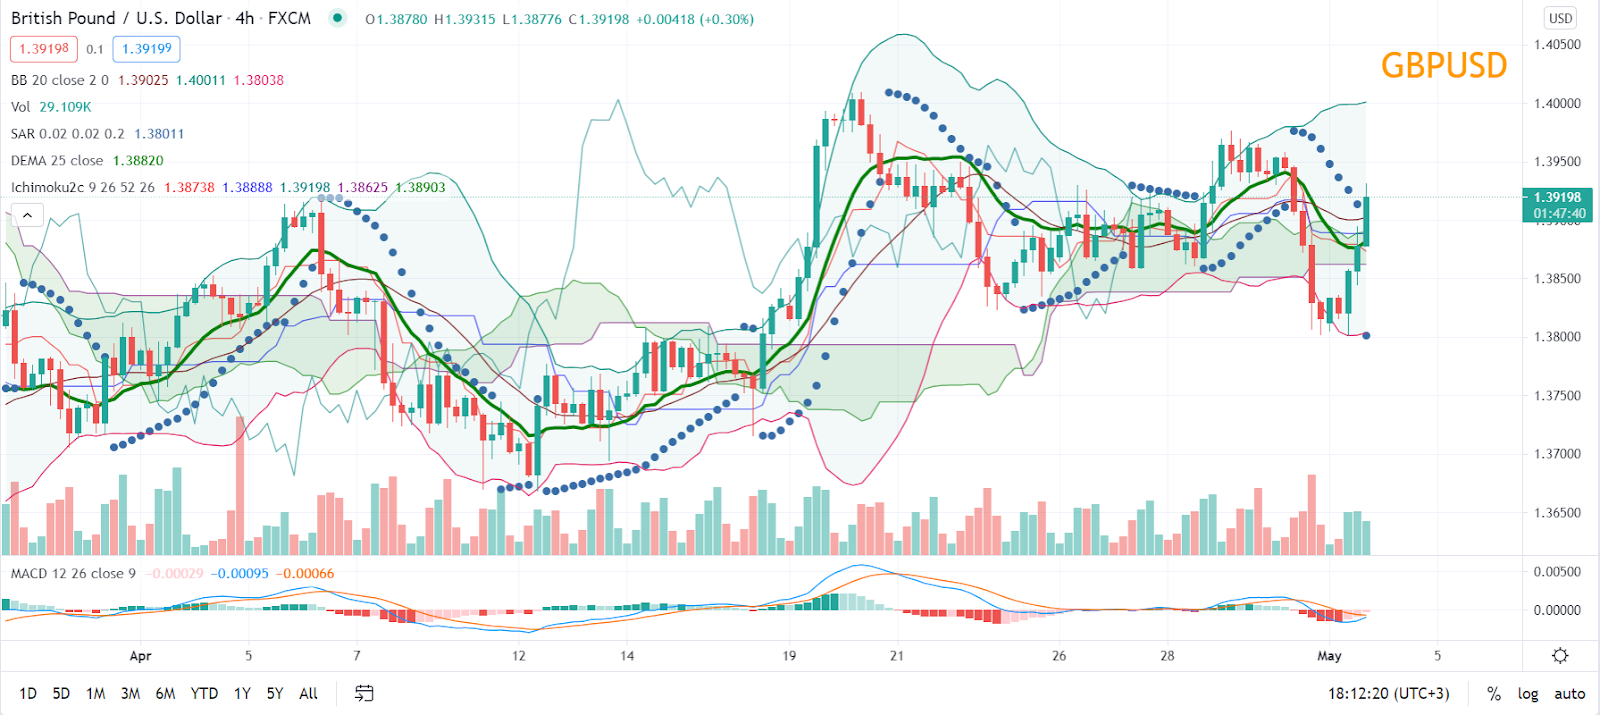 British Pound / U.S. Dollar · 4h · FXCM O1.38780 H1.39315 L1.38776 C1.39198 +0.00418 (+0.30%)
USD
1.39198 0.1 1.39199
GBPUSD
BB 20 close 2 0 1.39025 1.40011 1.38038
Vol 29.109K
SAR 0.02 0.02 0.2 1.38011
DEMA 25 close 1.38820
Ichimoku2c 9 26 52 26 1.38738 1.38888 1.39198 1.38625 1.38903
1.40500
1.40000
1.39500
1.39198
01:47:40
1.38500
1.38000
1.37500
1.37000
1.36500
MACD 12 26 close 9 -0.00029 -0.00095 -0.00066
0.00500
0.00000
Apr 5 7 12 14 19 21 26 28 May 5
1D 5D 1M 3M 6M YTD 1Y 5Y All 18:12:20 (UTC+3) % log auto